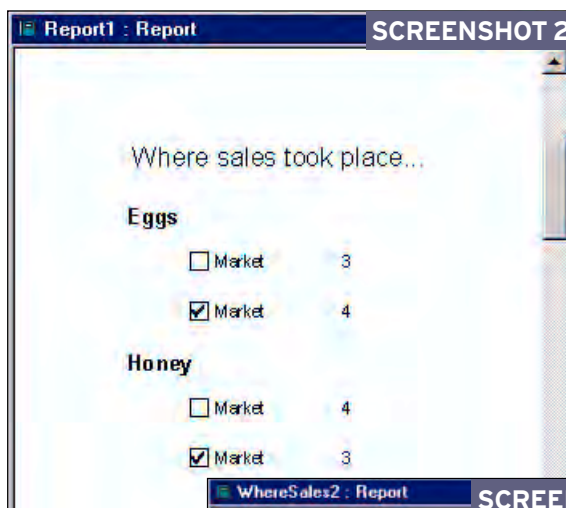 Report1 : Report
SCREENSHOT 2
Where sales took place...
Eggs
Market 3
Market 4
Honey
Market 4
Market 3
WhereSales2 : Report
SCREE